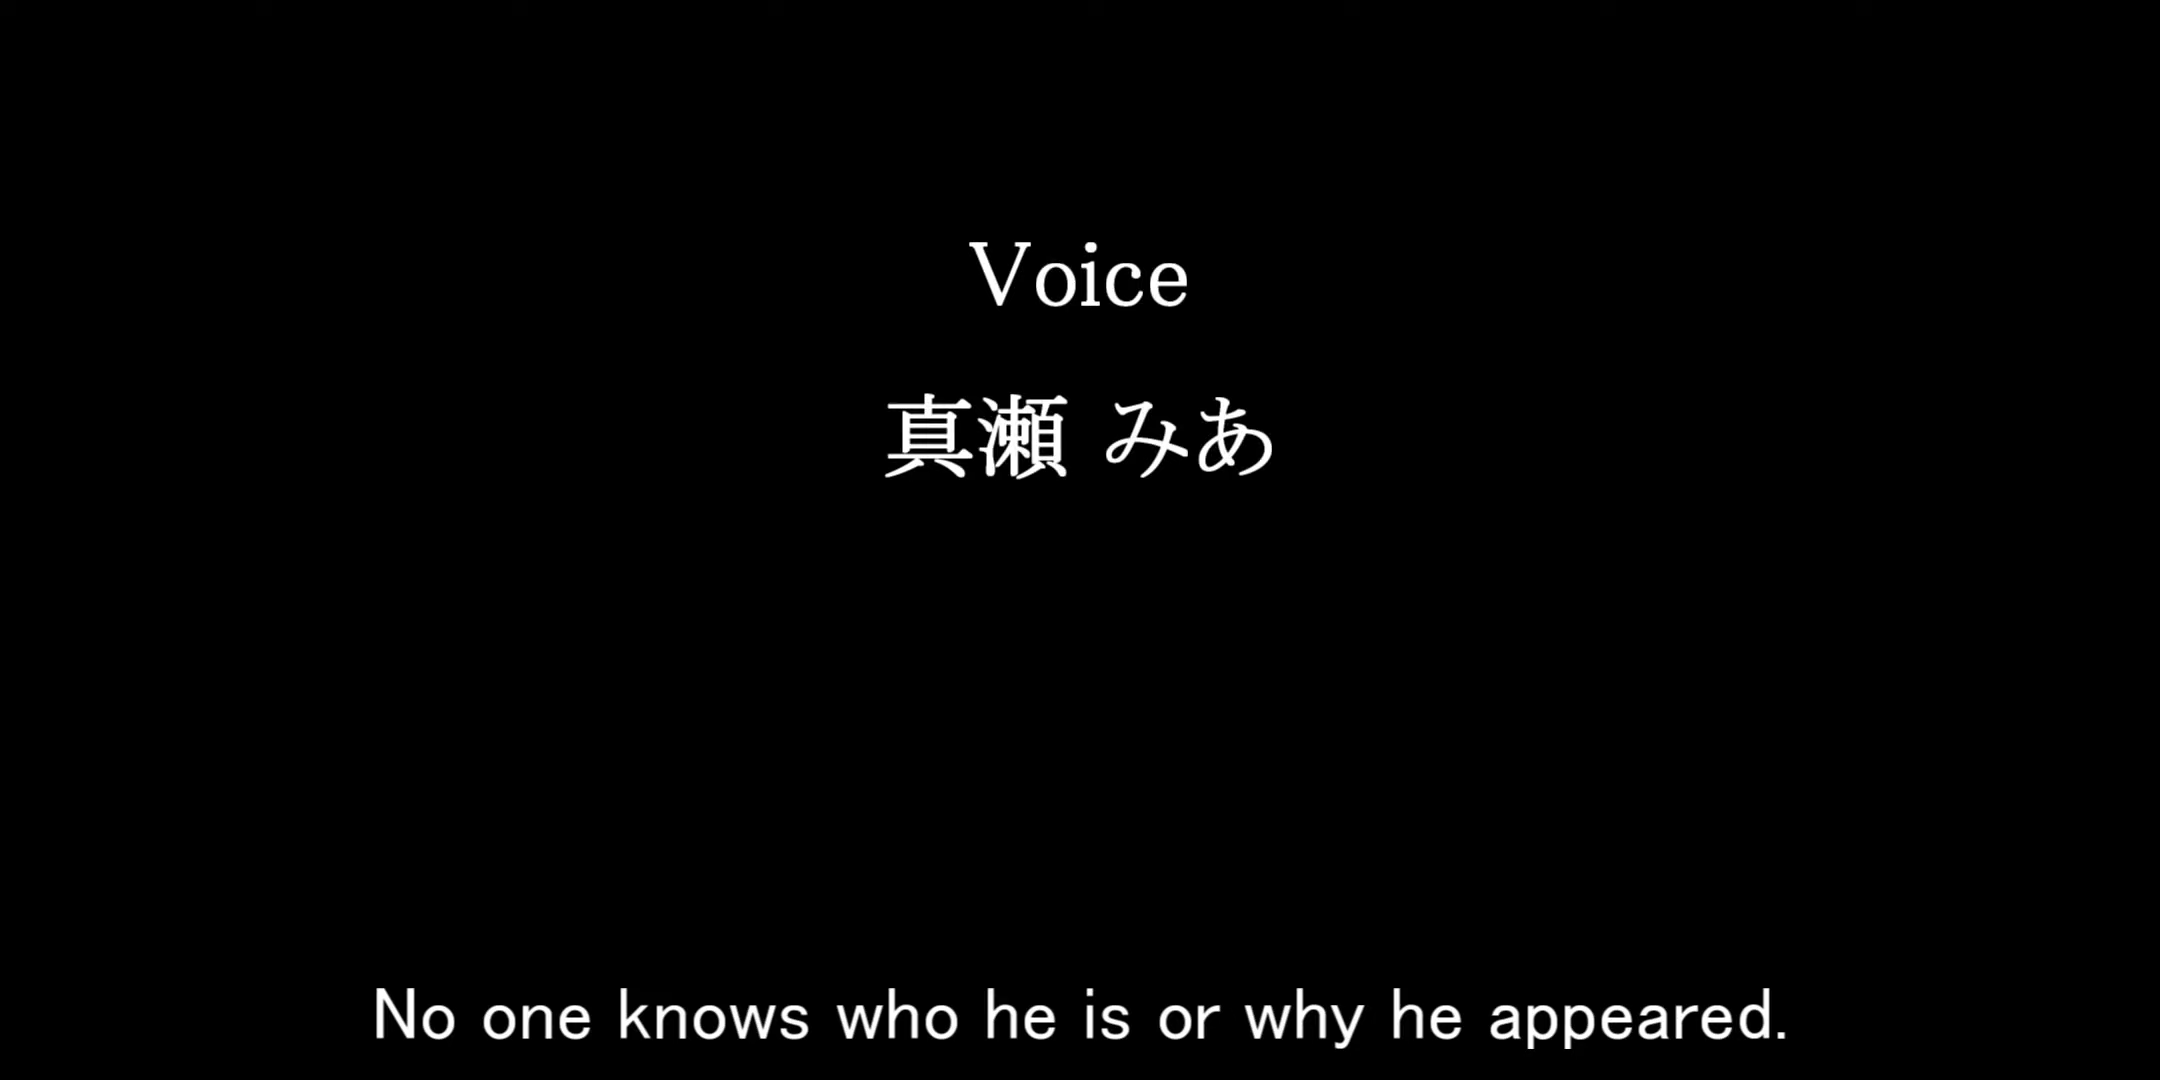 Voice
真瀬 みあ
No one knows who he is or why he appeared.